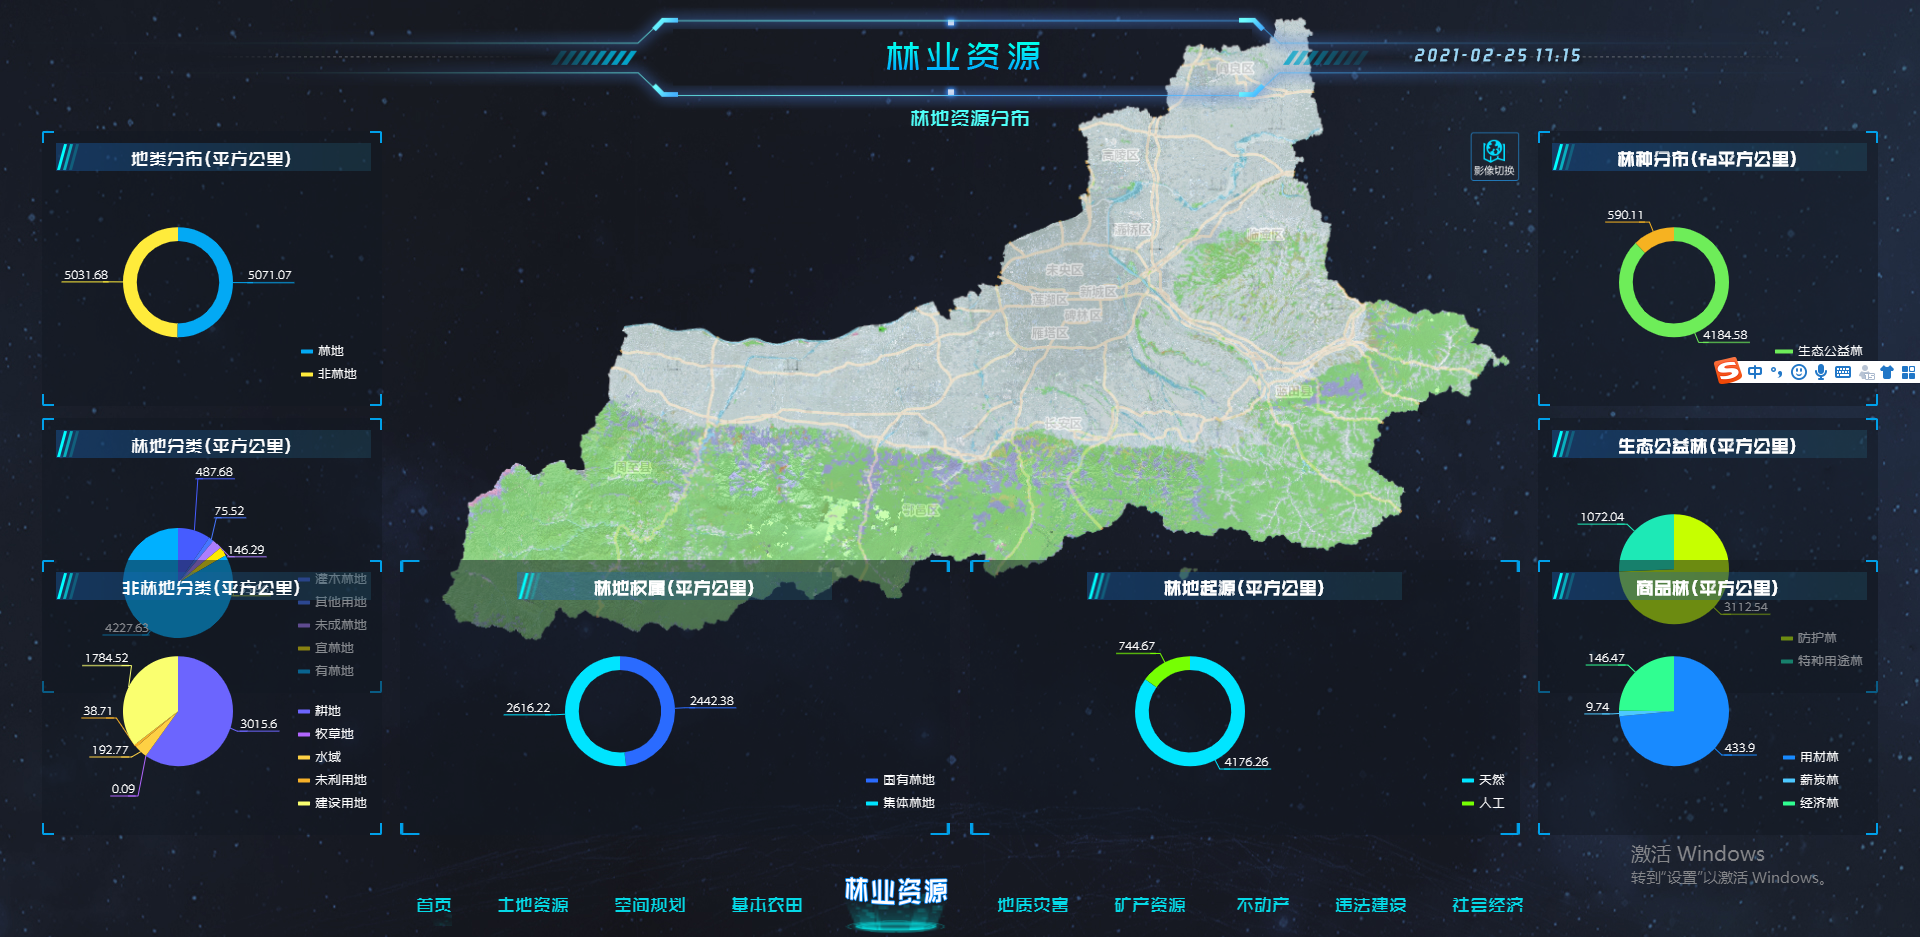 林业资源
2021-02-25 17:15
林地资源分布
影像切换
地类分布(平方公里)
5031.68
5071.07
林地
非林地
林地分类(平方公里)
487.68
75.52
146.29
4227.63
灌木林地
其他用地
未成林地
宜林地
有林地
非林地分类(平方公里)
1784.52
38.71
192.77
0.09
3015.6
耕地
牧草地
水域
未利用地
建设用地
阎良区
高陵区
灞桥区
临潼区
未央区
新城区
莲湖区
碑林区
雁塔区
蓝田县
长安区
周至县
鄠邑区
林地权属(平方公里)
2616.22
2442.38
国有林地
集体林地
林地起源(平方公里)
744.67
4176.26
天然
人工
林种分布(fa平方公里)
590.11
4184.58
生态公益林
中
生态公益林(平方公里)
1072.04
3112.54
防护林
特种用途林
商品林(平方公里)
146.47
9.74
433.9
用材林
薪炭林
经济林
激活 Windows
转到"设置"以激活 Windows。
首页
土地资源
空间规划
基本农田
林业资源
地质灾害
矿产资源
不动产
违法建设
社会经济